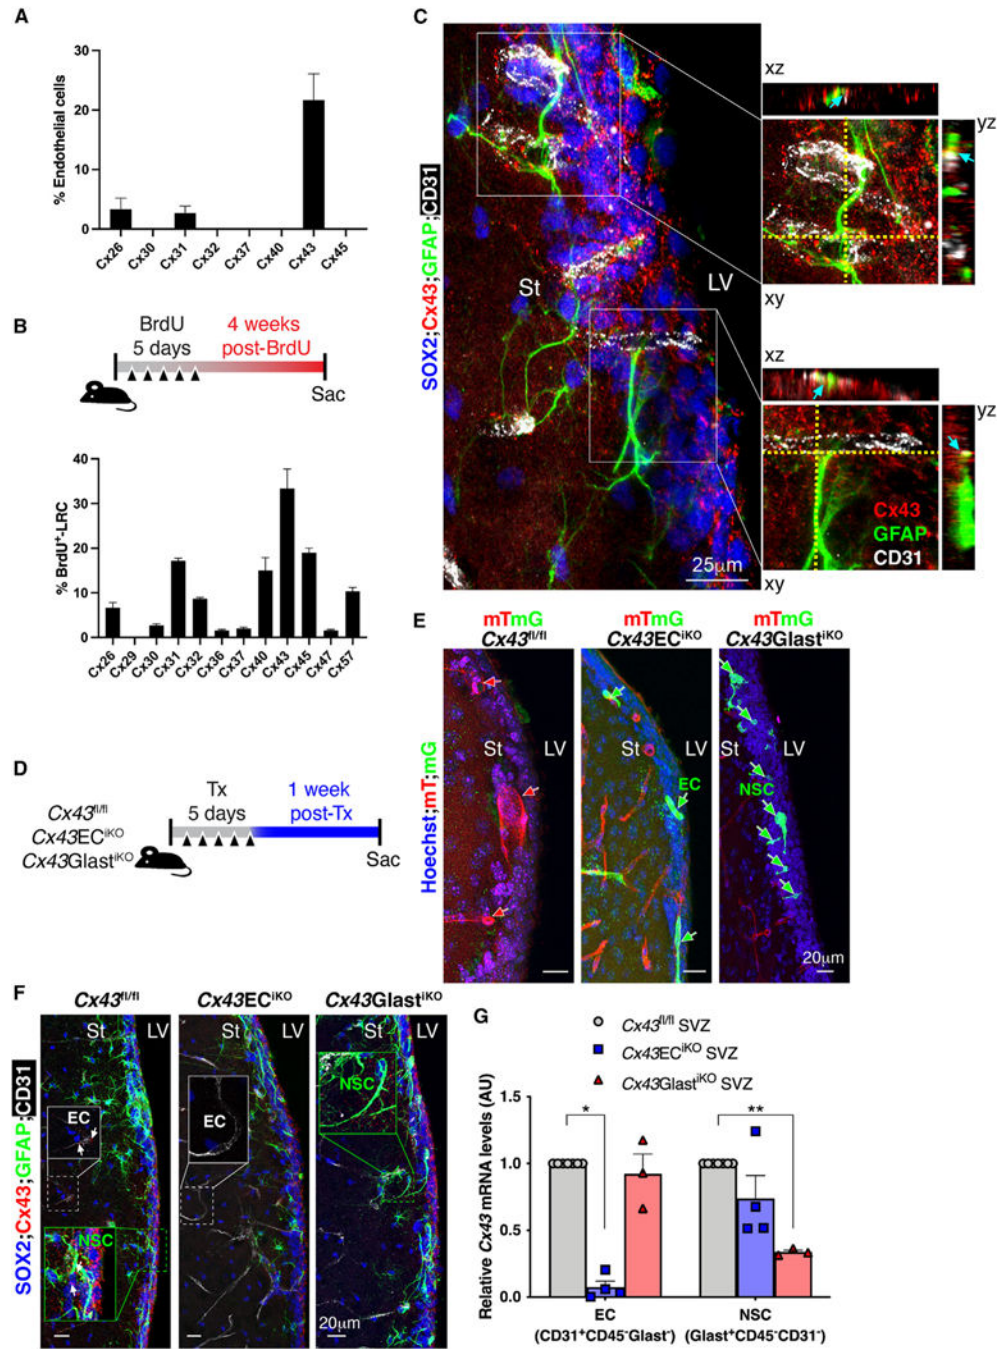 A
% Endothelial cells
30
20
10
0
Cx26
Cx30
Cx31
Cx32
Cx37
Cx40
Cx43
Cx45
B
BrdU
5 days
4 weeks
post-BrdU
Sac
% BrdU⁺-LRC
40
30
20
10
0
Cx26
Cx29
Cx30
Cx31
Cx32
Cx36
Cx37
Cx40
Cx43
Cx45
Cx47
Cx57
C
SOX2;Cx43;GFAP;CD31
St
LV
25μm
xz
yz
xy
xz
yz
Cx43
GFAP
CD31
xy
D
Cx43fl/fl
Cx43ECiKO
Cx43GlastiKO
Tx
5 days
1 week
post-Tx
Sac
E
Hoechst;mT;mG
mTmG
Cx43fl/fl
St
LV
mTmG
Cx43ECiKO
St
LV
EC
mTmG
Cx43GlastiKO
St
LV
NSC
20μm
F
SOX2;Cx43;GFAP;CD31
Cx43fl/fl
St
LV
EC
NSC
Cx43ECiKO
St
LV
EC
Cx43GlastiKO
St
LV
NSC
20μm
G
Cx43fl/fl SVZ
Cx43ECiKO SVZ
Cx43GlastiKO SVZ
Relative Cx43 mRNA levels (AU)
1.0
0.5
0.0
*
**
EC
(CD31⁺CD45⁻Glast⁻)
NSC
(Glast⁺CD45⁻CD31⁻)